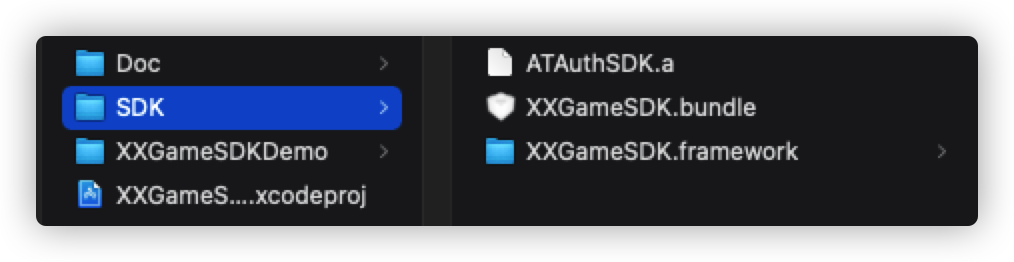 Doc
SDK
XXGameSDKDemo
XXGameS....xcodeproj
ATAuthSDK.a
XXGameSDK.bundle
XXGameSDK.framework